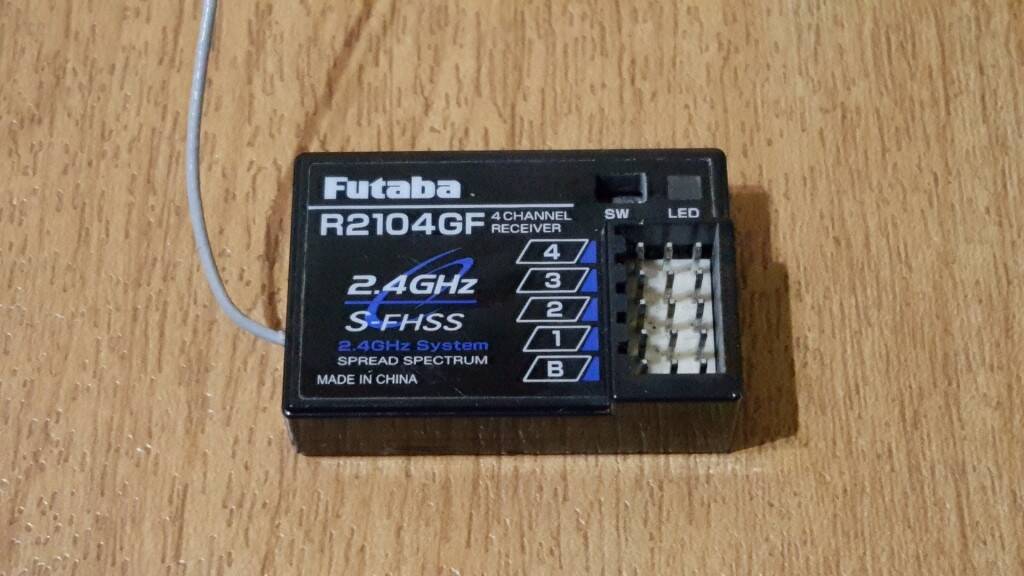 Futaba
SW LED
R2104GF 4 CHANNEL
RECEIVER
4
3
2.4GHz
2
S-FHSS
1
2.4GHz System
SPREAD SPECTRUM
B
MADE IN CHINA